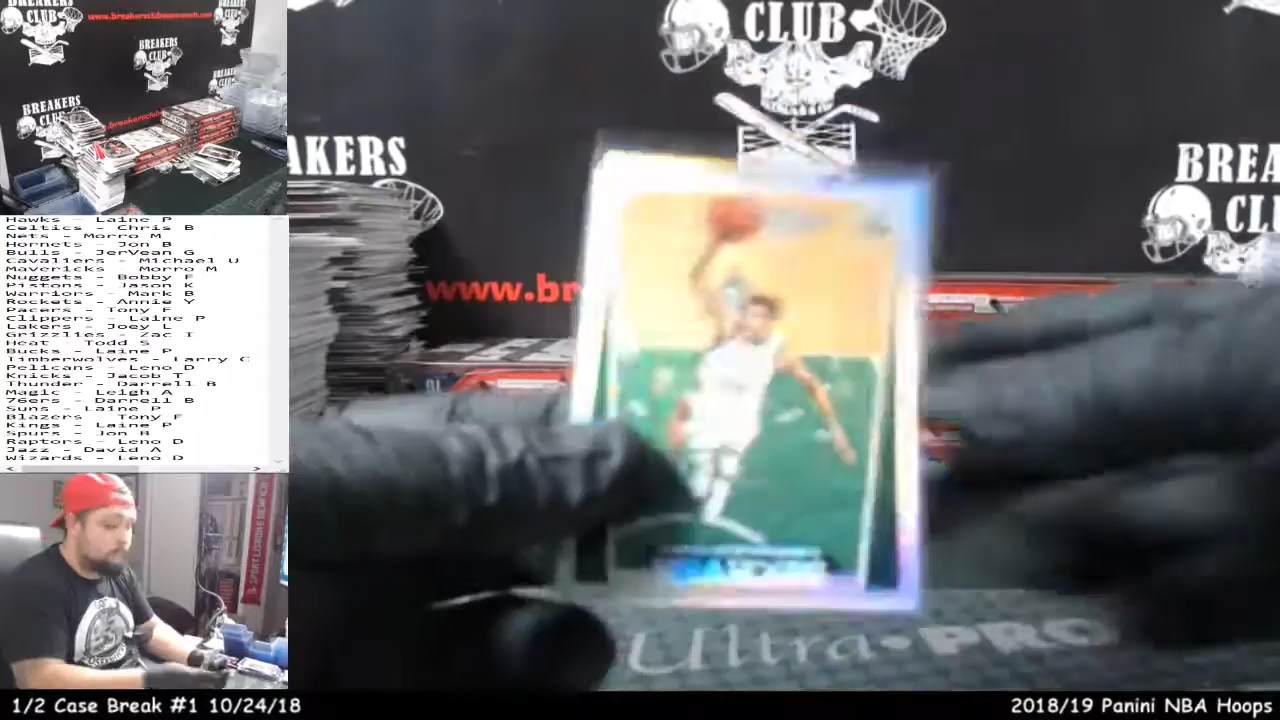 BREAKERS CLUB
www.breakersclub
BREAKERS
CLUB
BREAKERS
CLUB
Hawks - Laine P
Celtics - Chris B
Nets - Morro M
Hornets - Jon B
Bulls - JerVean G
Cavaliers - Michael U
Mavericks - Morro M
Nuggets - Bobby F
Pistons - Jason K
Warriors - Mark B
Rockets - Annie Y
Pacers - Tony F
Clippers - Laine P
Lakers - Joey L
Grizzlies - Zac I
Heat - Todd S
Bucks - Laine P
Timberwolves - Larry C
Pelicans - Leno D
Knicks - Jacob T
Thunder - Darrell B
Magic - Leigh A
76ers - Darrell B
Suns - Laine P
Blazers - Tony F
Kings - Laine P
Spurs - Jon B
Raptors - Leno D
Jazz - David A
Wizards - Leno D
CLUB
AKERS
BREA
CLU
www.br
Ultra•PRO
SPORT LISBOA E BENFICA
1/2 Case Break #1 10/24/18
2018/19 Panini NBA Hoops